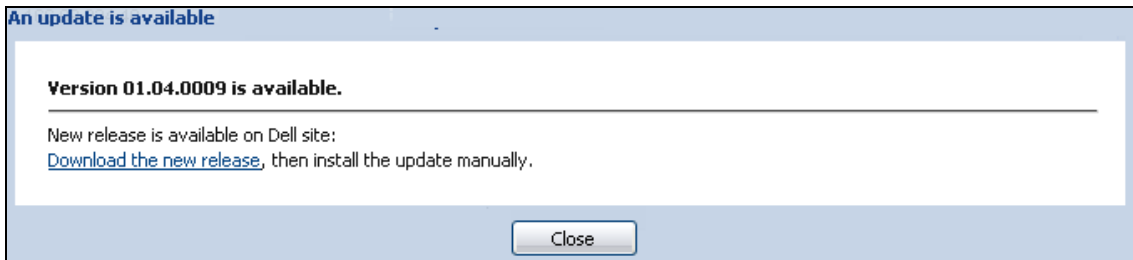 An update is available
Version 01.04.0009 is available.
New release is available on Dell site:
Download the new release, then install the update manually.
Close